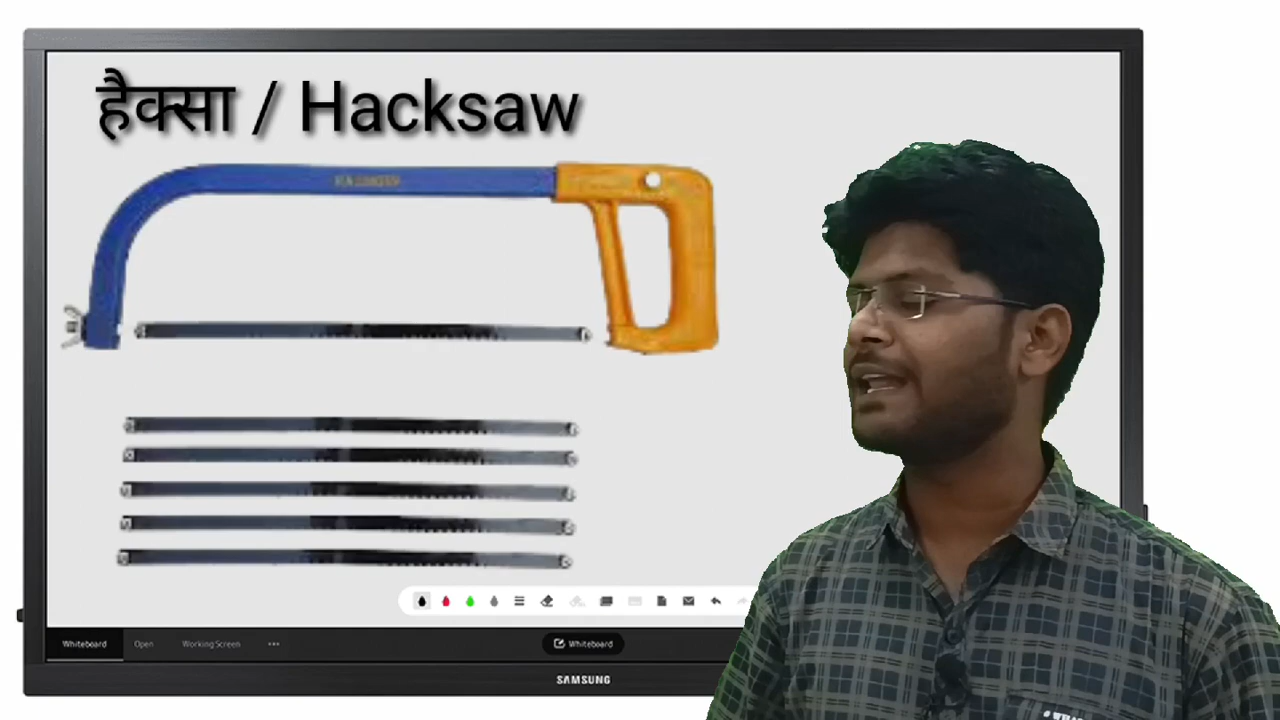 हैक्सा / Hacksaw
Whiteboard
Open
Working Screen
Whiteboard
SAMSUNG